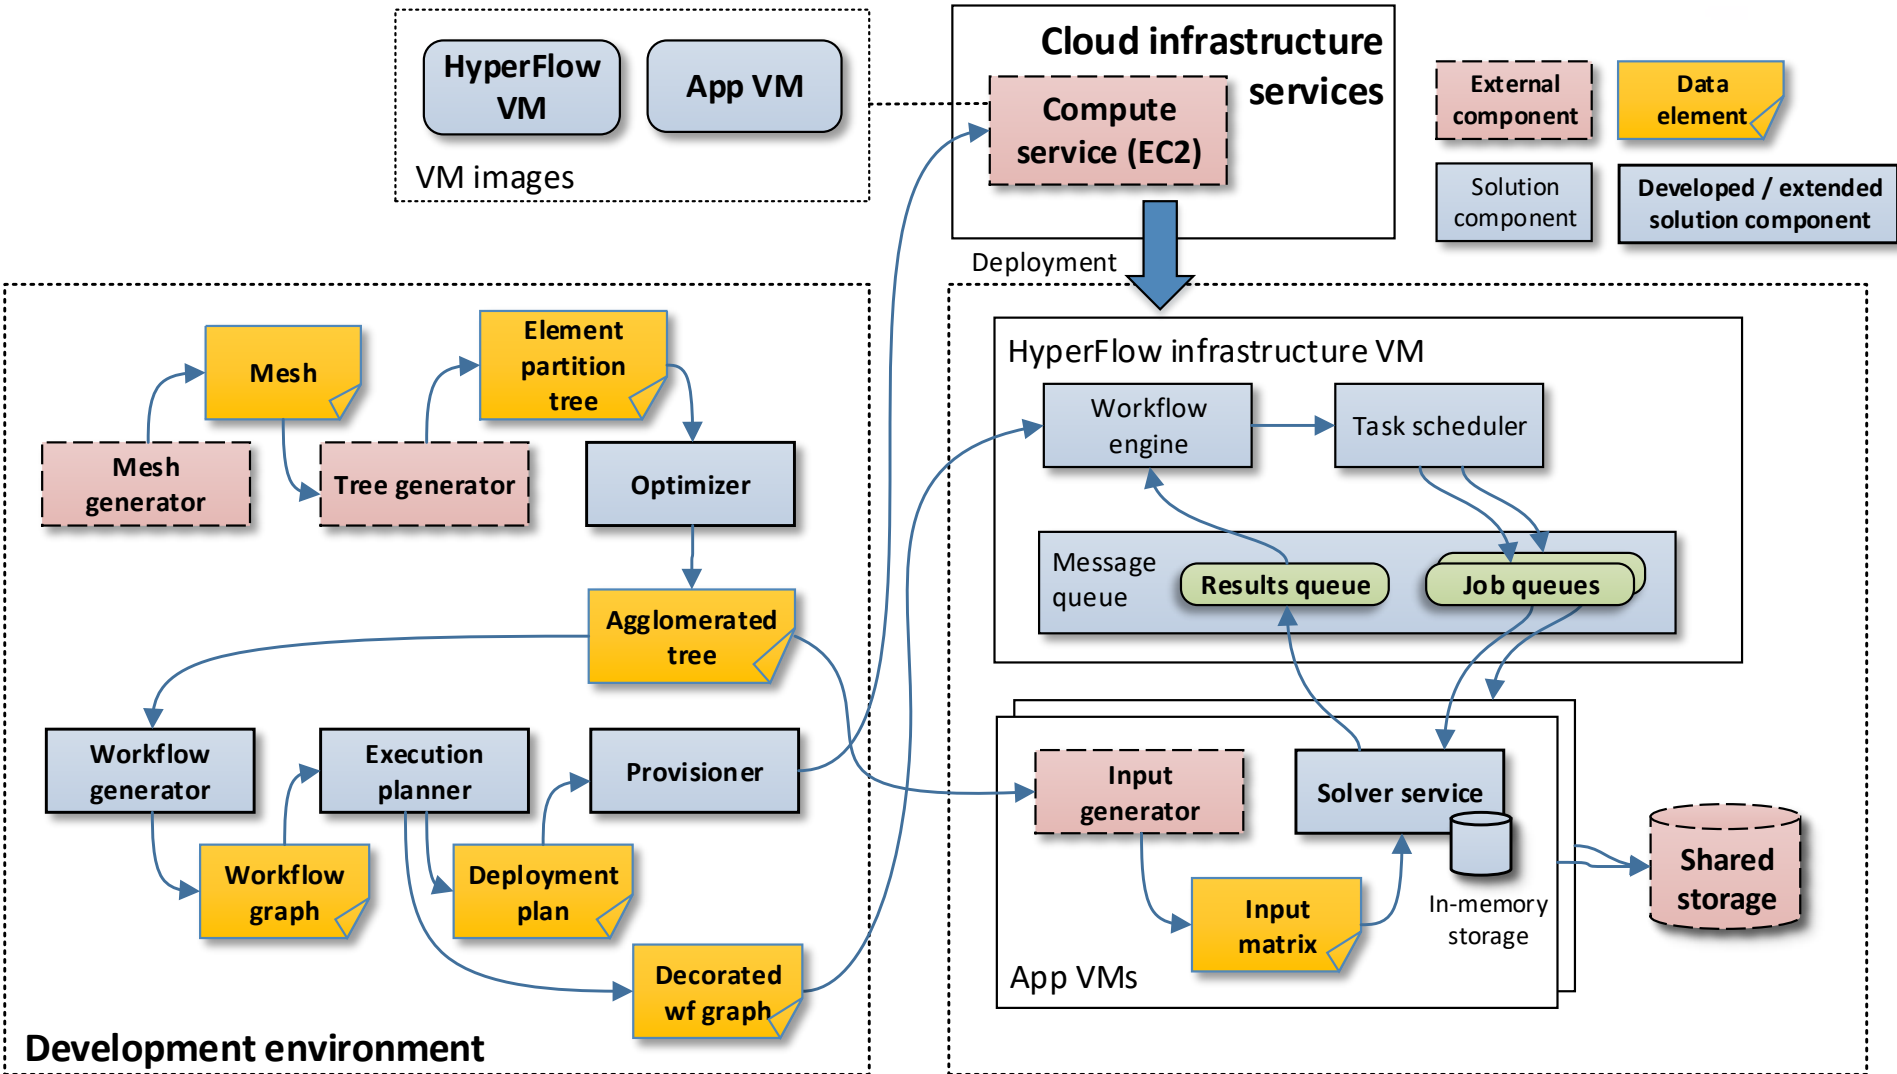 HyperFlow
VM
App VM
VM images
Cloud infrastructure
services
Compute
service (EC2)
External
component
Data
element
Solution
component
Developed / extended
solution component
Deployment
Mesh
Element
partition
tree
Mesh
generator
Tree generator
Optimizer
Agglomerated
tree
Workflow
generator
Execution
planner
Provisioner
Workflow
graph
Deployment
plan
Decorated
wf graph
Development environment
HyperFlow infrastructure VM
Workflow
engine
Task scheduler
Message
queue
Results queue
Job queues
Input
generator
Solver service
Input
matrix
In-memory
storage
App VMs
Shared
storage